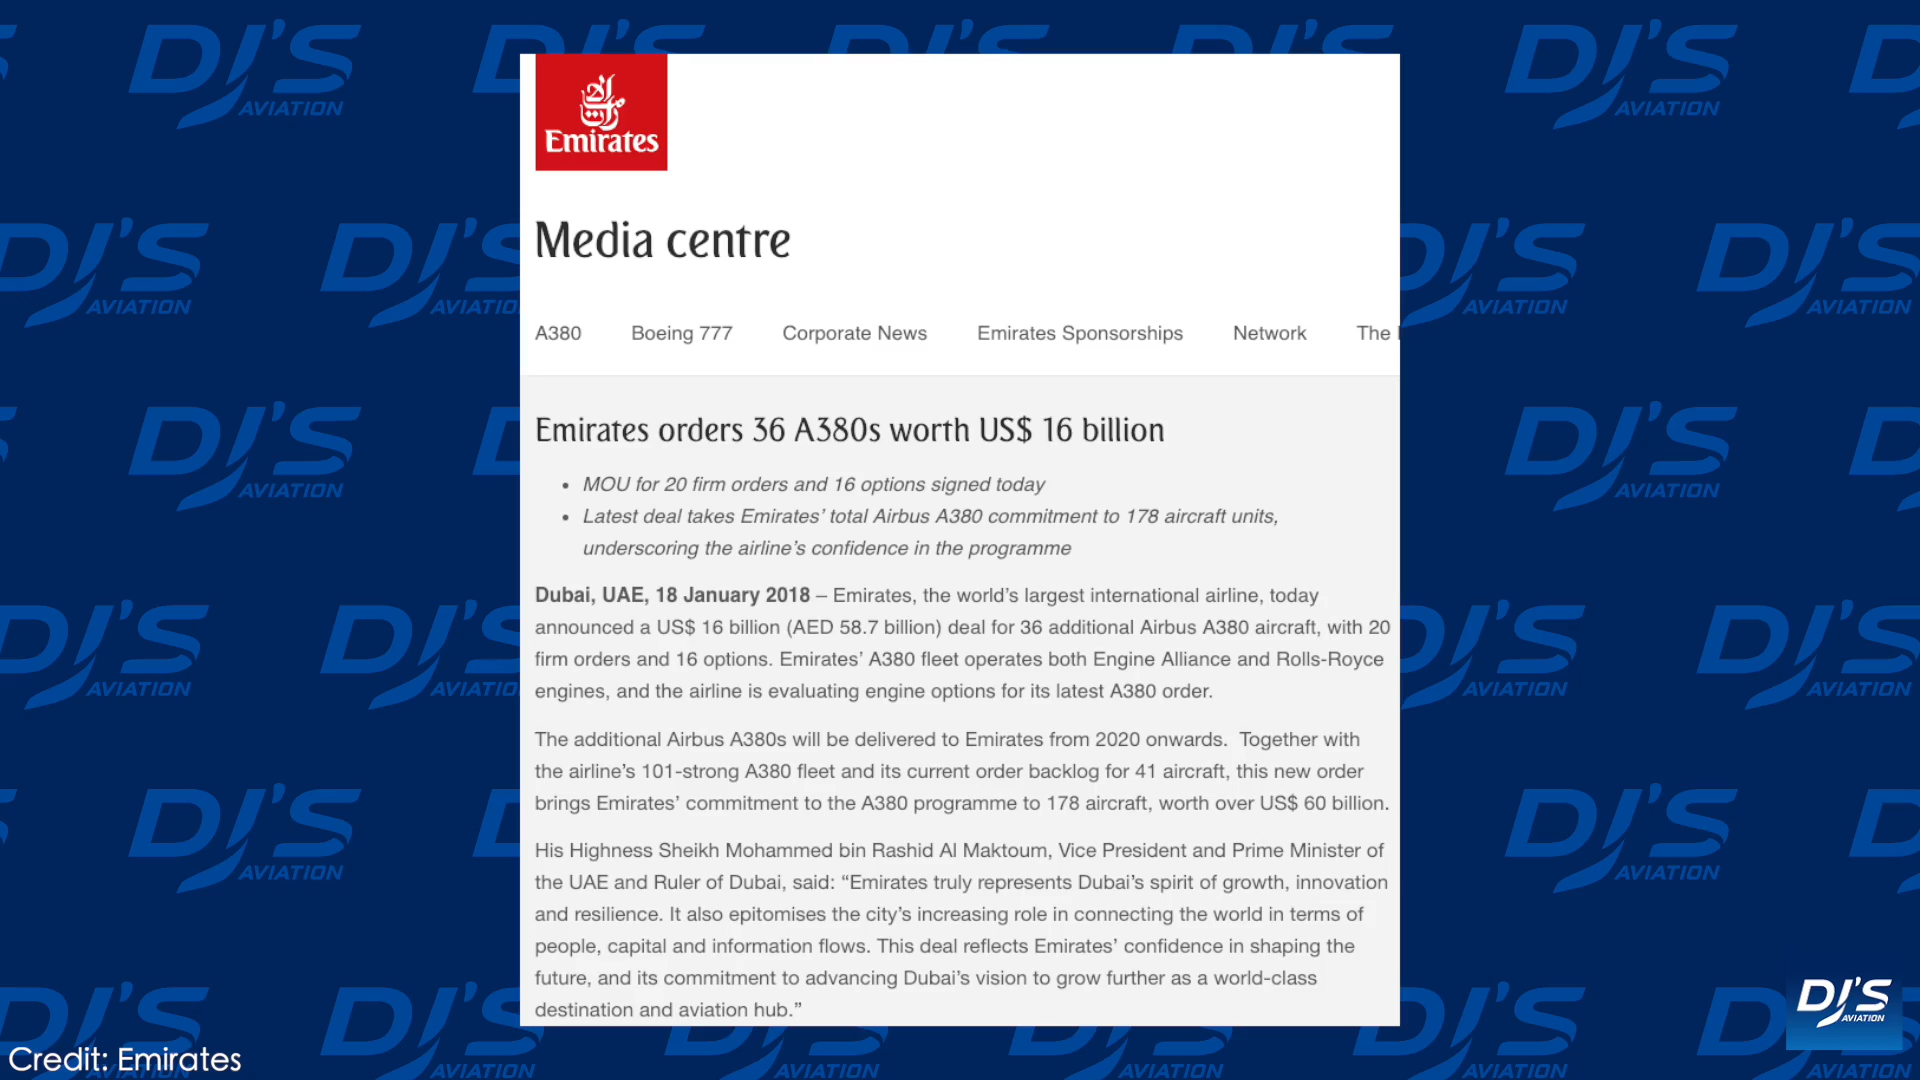 Emirates
Media centre
A380 Boeing 777 Corporate News Emirates Sponsorships Network The
Emirates orders 36 A380s worth US$ 16 billion
• MOU for 20 firm orders and 16 options signed today
• Latest deal takes Emirates’ total Airbus A380 commitment to 178 aircraft units,
underscoring the airline’s confidence in the programme
Dubai, UAE, 18 January 2018 – Emirates, the world’s largest international airline, today
announced a US$ 16 billion (AED 58.7 billion) deal for 36 additional Airbus A380 aircraft, with 20
firm orders and 16 options. Emirates’ A380 fleet operates both Engine Alliance and Rolls-Royce
engines, and the airline is evaluating engine options for its latest A380 order.
The additional Airbus A380s will be delivered to Emirates from 2020 onwards.  Together with
the airline’s 101-strong A380 fleet and its current order backlog for 41 aircraft, this new order
brings Emirates’ commitment to the A380 programme to 178 aircraft, worth over US$ 60 billion.
His Highness Sheikh Mohammed bin Rashid Al Maktoum, Vice President and Prime Minister of
the UAE and Ruler of Dubai, said: “Emirates truly represents Dubai’s spirit of growth, innovation
and resilience. It also epitomises the city’s increasing role in connecting the world in terms of
people, capital and information flows. This deal reflects Emirates’ confidence in shaping the
future, and its commitment to advancing Dubai’s vision to grow further as a world-class
destination and aviation hub.”
DJ'S
AVIATION
Credit: Emirates